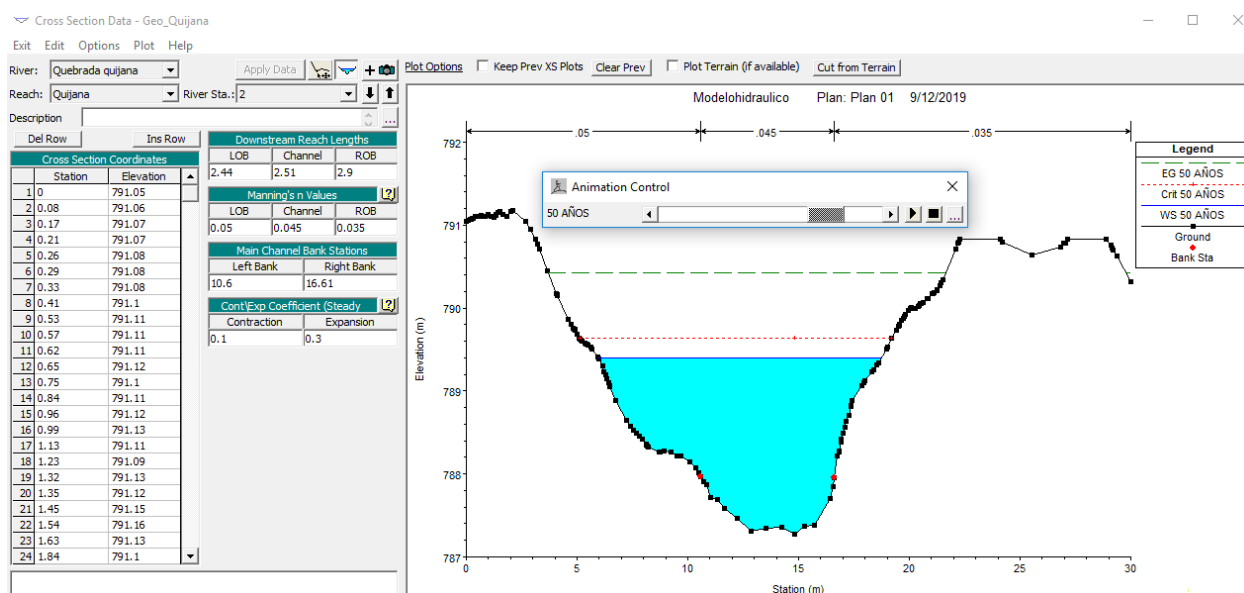 Cross Section Data - Geo_Quijana
Exit Edit Options Plot Help
River: Quebrada quijana Apply Data
Reach: Quijana River Sta.: 2
Description ...
Plot Options Keep Prev XS Plots Clear Prev Plot Terrain (if available) Cut from Terrain
Del Row Ins Row
Cross Section Coordinates
Station Elevation
1 0 791.05
2 0.08 791.06
3 0.17 791.07
4 0.21 791.07
5 0.26 791.08
6 0.29 791.08
7 0.33 791.08
8 0.41 791.1
9 0.53 791.11
10 0.57 791.11
11 0.62 791.11
12 0.65 791.12
13 0.75 791.1
14 0.84 791.11
15 0.96 791.12
16 0.99 791.13
17 1.13 791.11
18 1.23 791.09
19 1.32 791.13
20 1.35 791.12
21 1.45 791.15
22 1.54 791.16
23 1.63 791.13
24 1.84 791.1
Downstream Reach Lengths
LOB Channel ROB
2.44 2.51 2.9
Manning's n Values
LOB Channel ROB
0.05 0.045 0.035
Main Channel Bank Stations
Left Bank Right Bank
10.6 16.61
Cont\Exp Coefficient (Steady
Contraction Expansion
0.1 0.3
Modelohidraulico Plan: Plan 01 9/12/2019
.05 .045 .035
Animation Control
50 AÑOS ...
792
791
790
789
788
787
Elevation (m)
0 5 10 15 20 25 30
Station (m)
Legend
EG 50 AÑOS
Crit 50 AÑOS
WS 50 AÑOS
Ground
Bank Sta